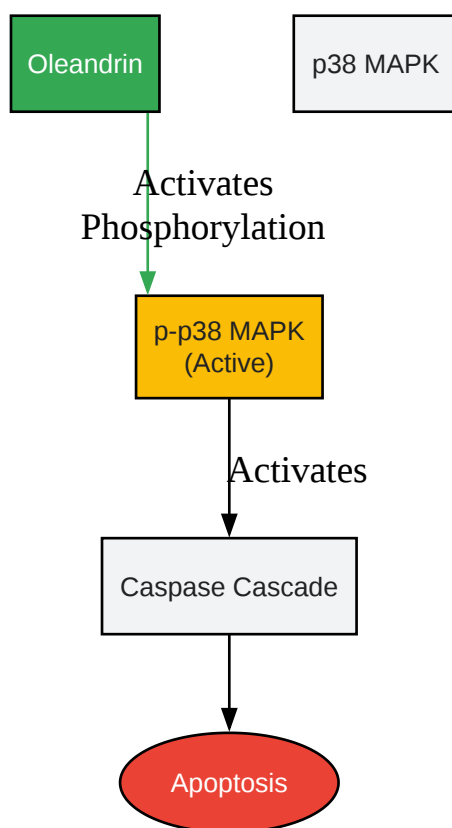 Oleandrin
p38 MAPK
Activates
Phosphorylation
p-p38 MAPK
(Active)
Activates
Caspase Cascade
Apoptosis